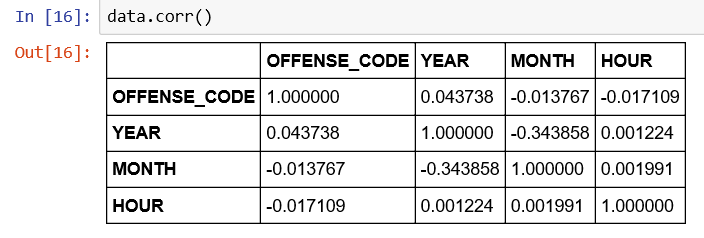 In [16]: data.corr()
Out[16]:
OFFENSE_CODE YEAR MONTH HOUR
OFFENSE_CODE 1.000000 0.043738 -0.013767 -0.017109
YEAR 0.043738 1.000000 -0.343858 0.001224
MONTH -0.013767 -0.343858 1.000000 0.001991
HOUR -0.017109 0.001224 0.001991 1.000000